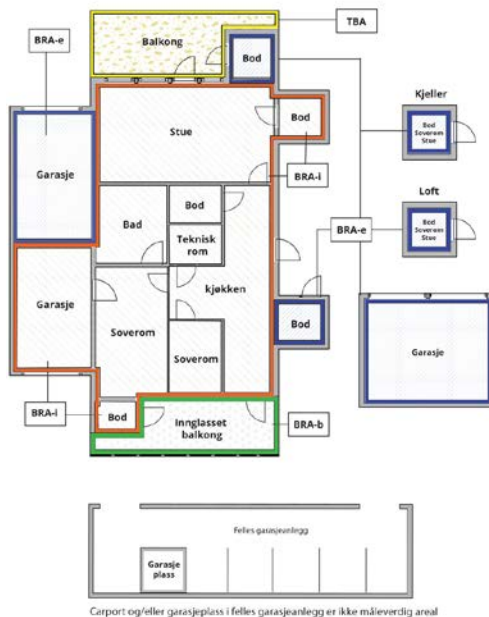 BRA-e
TBA
Balkong
Bod
Kjeller
Stue
Bod
Bod
Soverom
Stue
Garasje
BRA-i
Loft
Bad
Bod
BRA-e
Bod
Soverom
Stue
Teknisk
rom
Garasje
kjøkken
Soverom
Bod
Garasje
Soverom
BRA-i
Bod
Innglasset
balkong
BRA-b
Felles garasjeanlegg
Garasje
plass
Carport og/eller garasjeplass i felles garasjeanlegg er ikke måleverdig areal